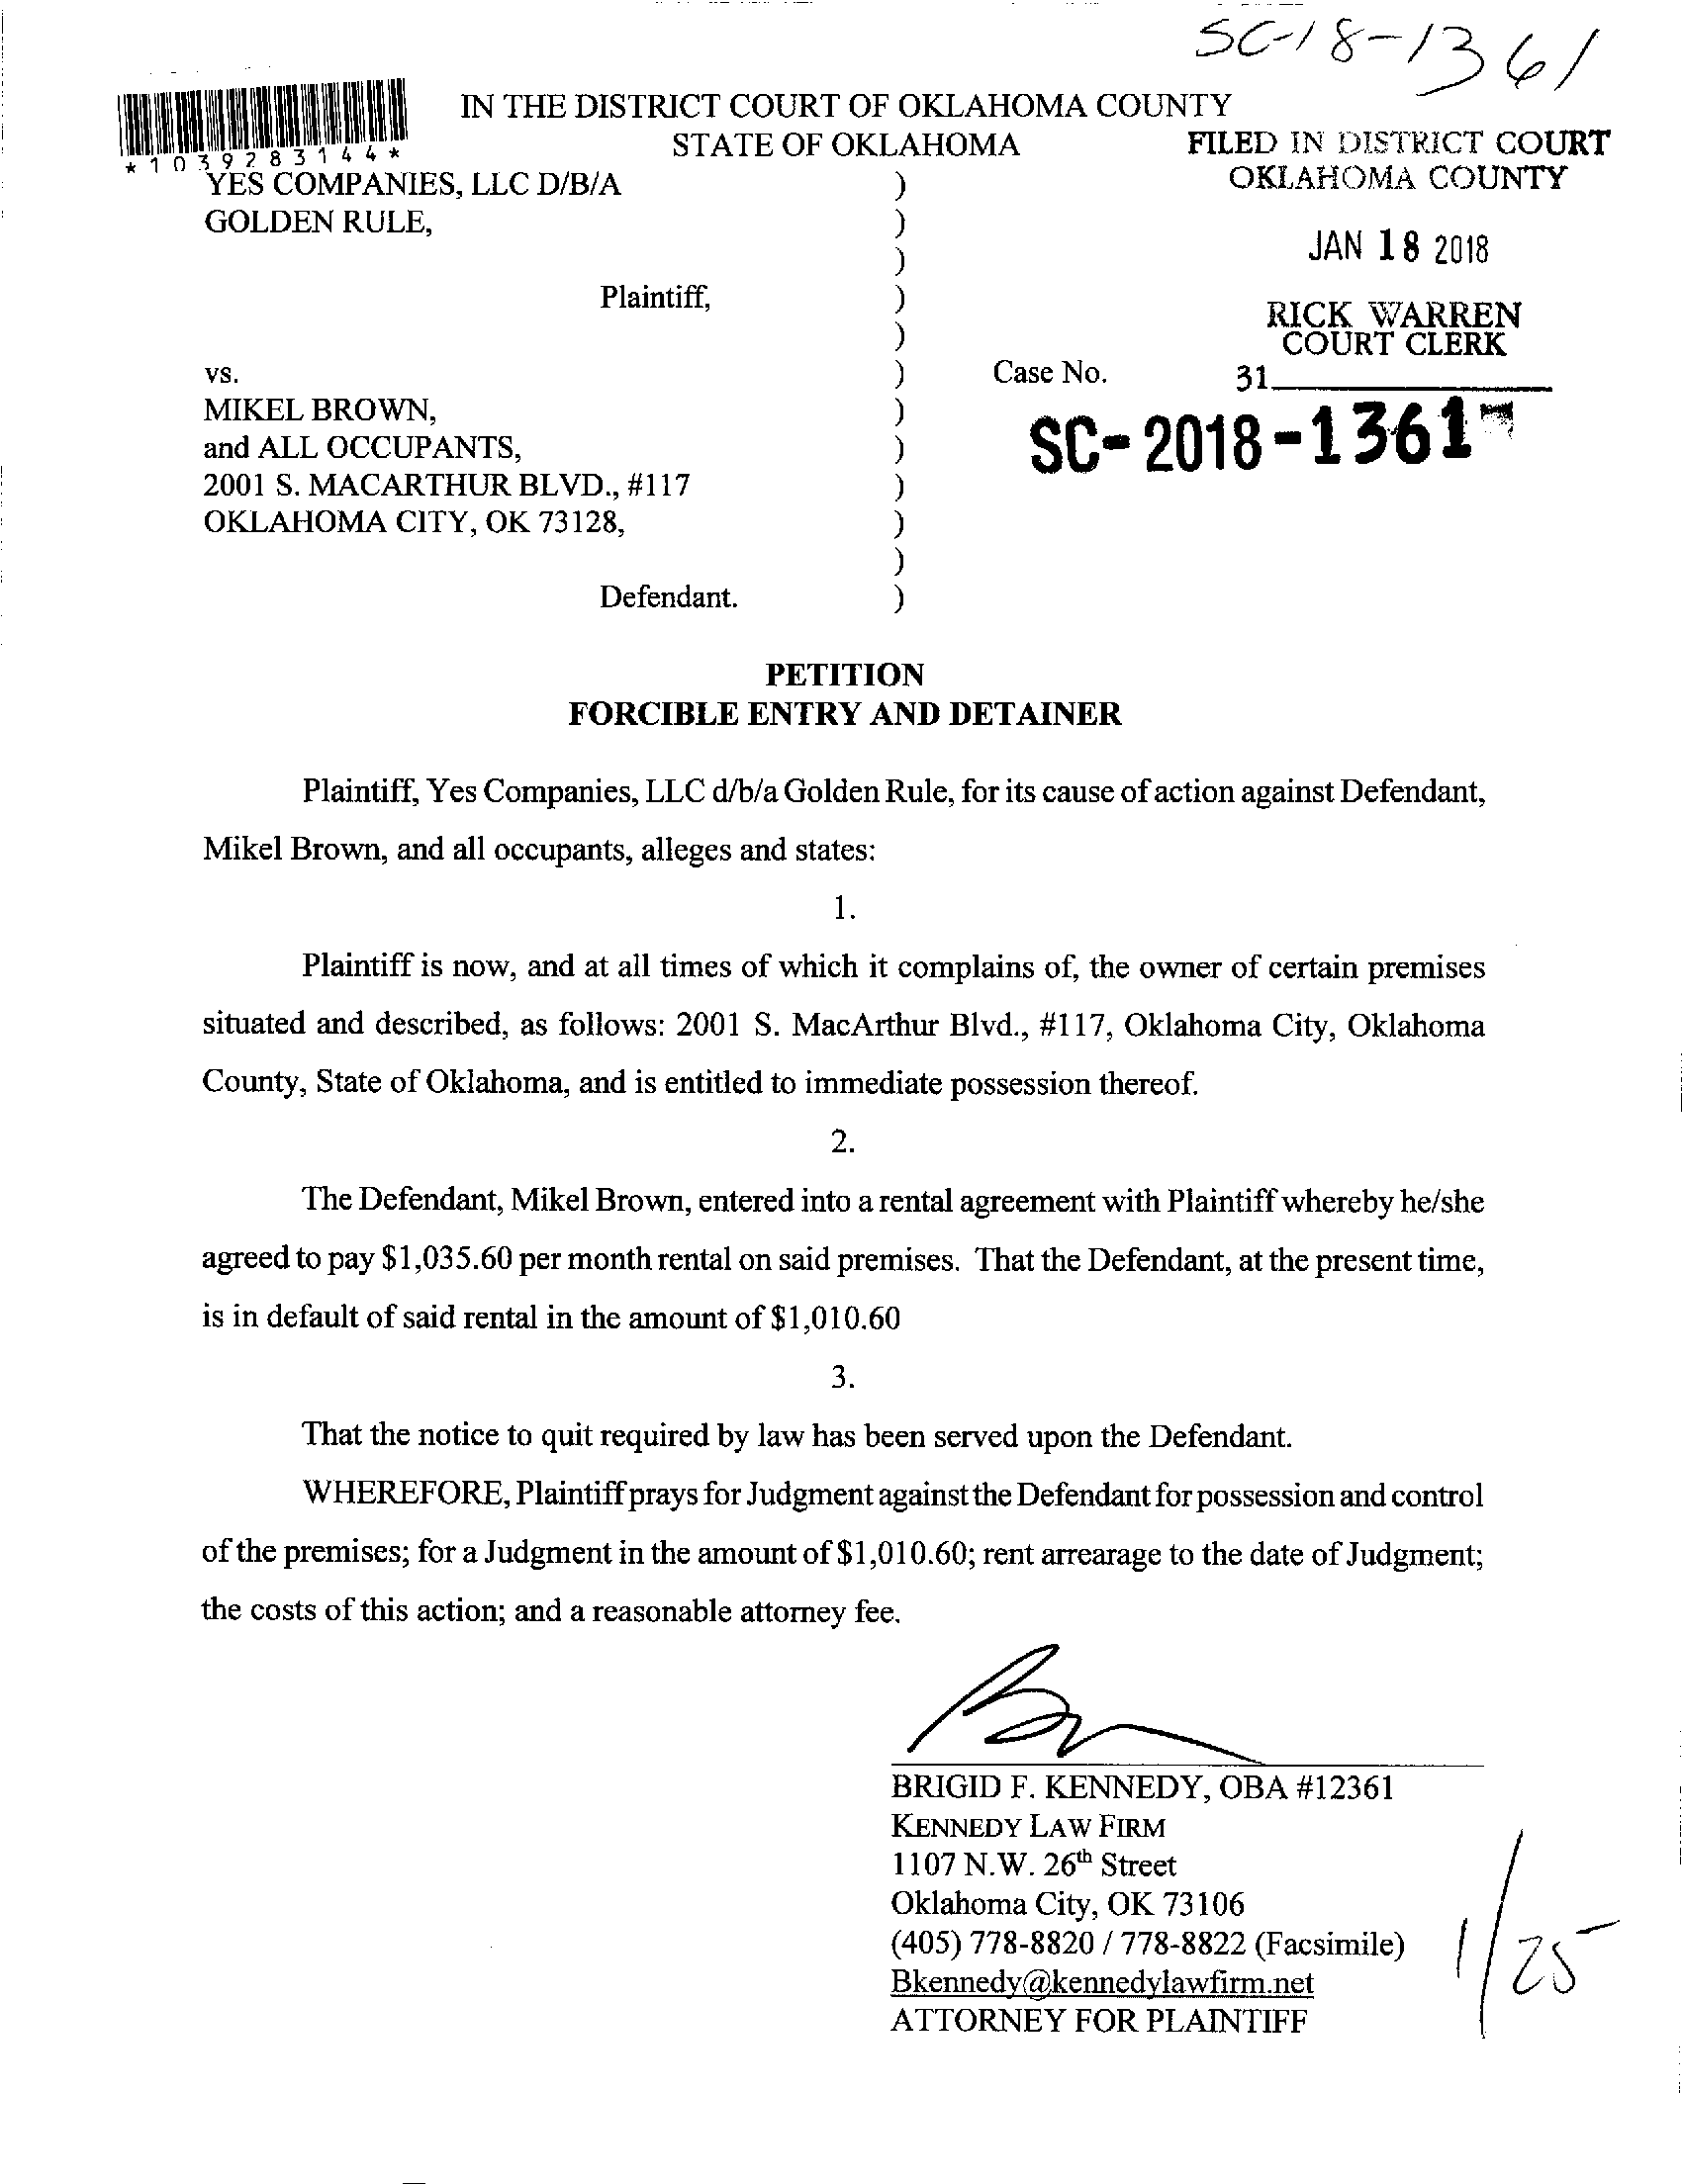 SC-18-1361
IN THE DISTRICT COURT OF OKLAHOMA COUNTY
STATE OF OKLAHOMA
*1039283144*
FILED IN DISTRICT COURT
OKLAHOMA COUNTY
JAN 18 2018
RICK WARREN
COURT CLERK
31
YES COMPANIES, LLC D/B/A )
GOLDEN RULE, )
)
Plaintiff, )
)
vs. ) Case No.
MIKEL BROWN, ) SC-2018-1361
and ALL OCCUPANTS, )
2001 S. MACARTHUR BLVD., #117 )
OKLAHOMA CITY, OK 73128, )
)
Defendant. )
PETITION
FORCIBLE ENTRY AND DETAINER
Plaintiff, Yes Companies, LLC d/b/a Golden Rule, for its cause of action against Defendant,
Mikel Brown, and all occupants, alleges and states:
1.
Plaintiff is now, and at all times of which it complains of, the owner of certain premises
situated and described, as follows: 2001 S. MacArthur Blvd., #117, Oklahoma City, Oklahoma
County, State of Oklahoma, and is entitled to immediate possession thereof.
2.
The Defendant, Mikel Brown, entered into a rental agreement with Plaintiff whereby he/she
agreed to pay $1,035.60 per month rental on said premises. That the Defendant, at the present time,
is in default of said rental in the amount of $1,010.60
3.
That the notice to quit required by law has been served upon the Defendant.
WHEREFORE, Plaintiff prays for Judgment against the Defendant for possession and control
of the premises; for a Judgment in the amount of $1,010.60; rent arrearage to the date of Judgment;
the costs of this action; and a reasonable attorney fee.
BRIGID F. KENNEDY, OBA #12361
KENNEDY LAW FIRM
1107 N.W. 26th Street
Oklahoma City, OK 73106
(405) 778-8820 / 778-8822 (Facsimile)
Bkennedy@kennedylawfirm.net
ATTORNEY FOR PLAINTIFF
1/25